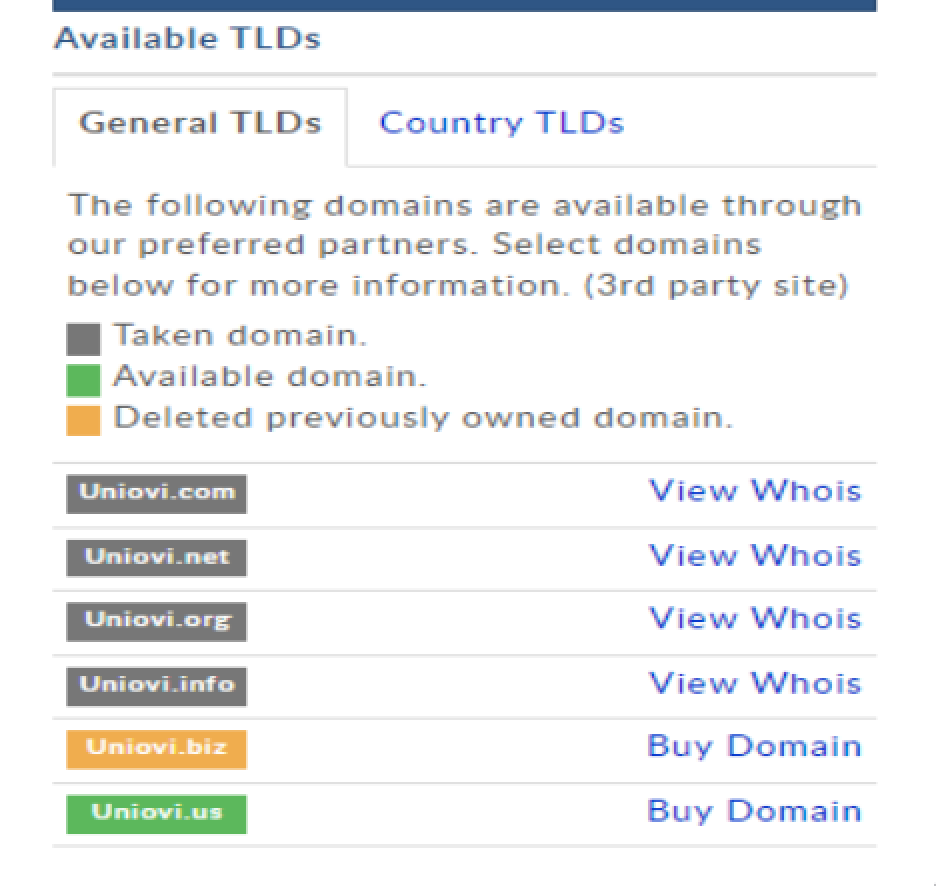 Available TLDs
General TLDs Country TLDs
The following domains are available through
our preferred partners. Select domains
below for more information. (3rd party site)
Taken domain.
Available domain.
Deleted previously owned domain.
Uniovi.com View Whois
Uniovi.net View Whois
Uniovi.org View Whois
Uniovi.info View Whois
Uniovi.biz Buy Domain
Uniovi.us Buy Domain